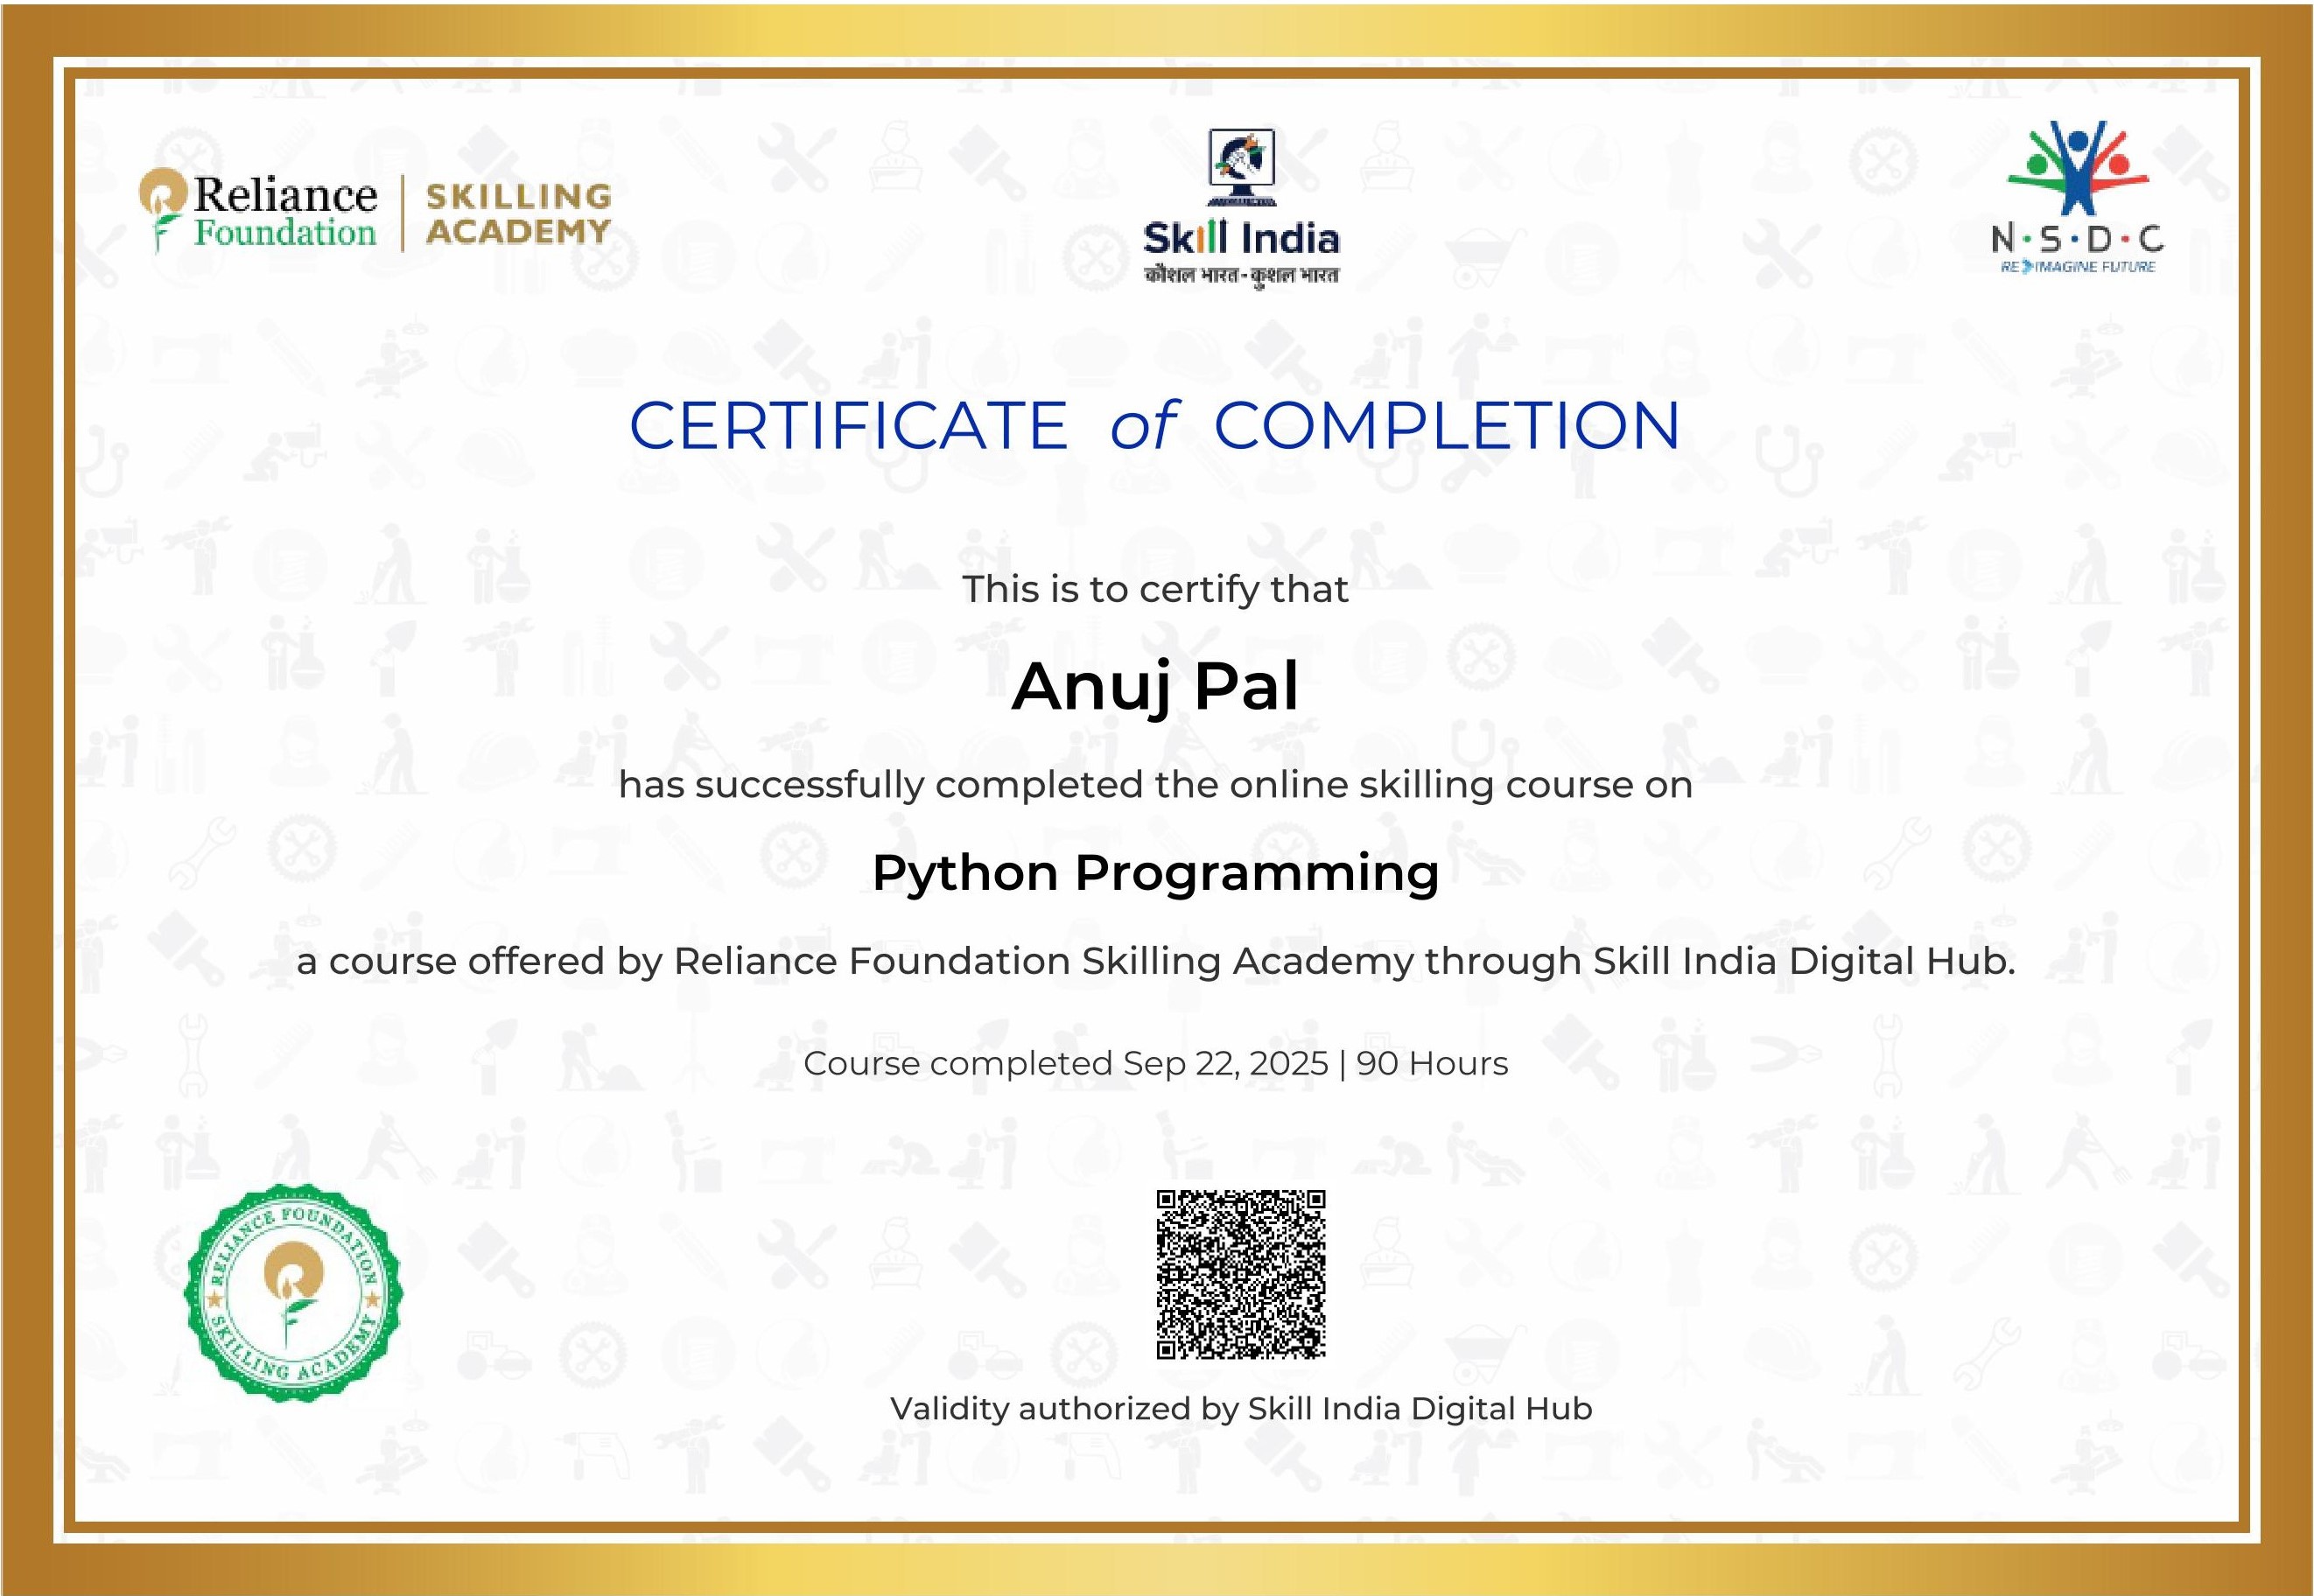 Reliance
Foundation
SKILLING
ACADEMY
Skill India
कौशल भारत - कुशल भारत
N·S·D·C
RE IMAGINE FUTURE
CERTIFICATE of COMPLETION
This is to certify that
Anuj Pal
has successfully completed the online skilling course on
Python Programming
a course offered by Reliance Foundation Skilling Academy through Skill India Digital Hub.
Course completed Sep 22, 2025 | 90 Hours
RELIANCE FOUNDATION
SKILLING ACADEMY
Validity authorized by Skill India Digital Hub